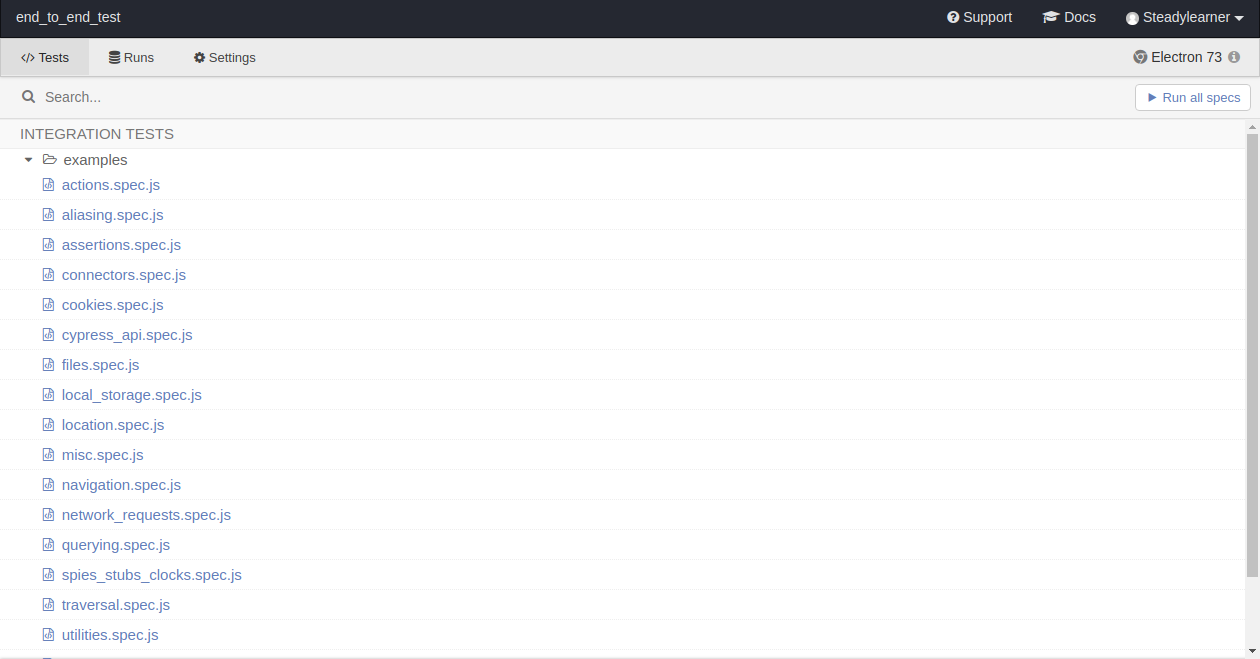 end_to_end_test Support Docs Steadylearner
Tests Runs Settings Electron 73
Search... Run all specs
INTEGRATION TESTS
examples
actions.spec.js
aliasing.spec.js
assertions.spec.js
connectors.spec.js
cookies.spec.js
cypress_api.spec.js
files.spec.js
local_storage.spec.js
location.spec.js
misc.spec.js
navigation.spec.js
network_requests.spec.js
querying.spec.js
spies_stubs_clocks.spec.js
traversal.spec.js
utilities.spec.js